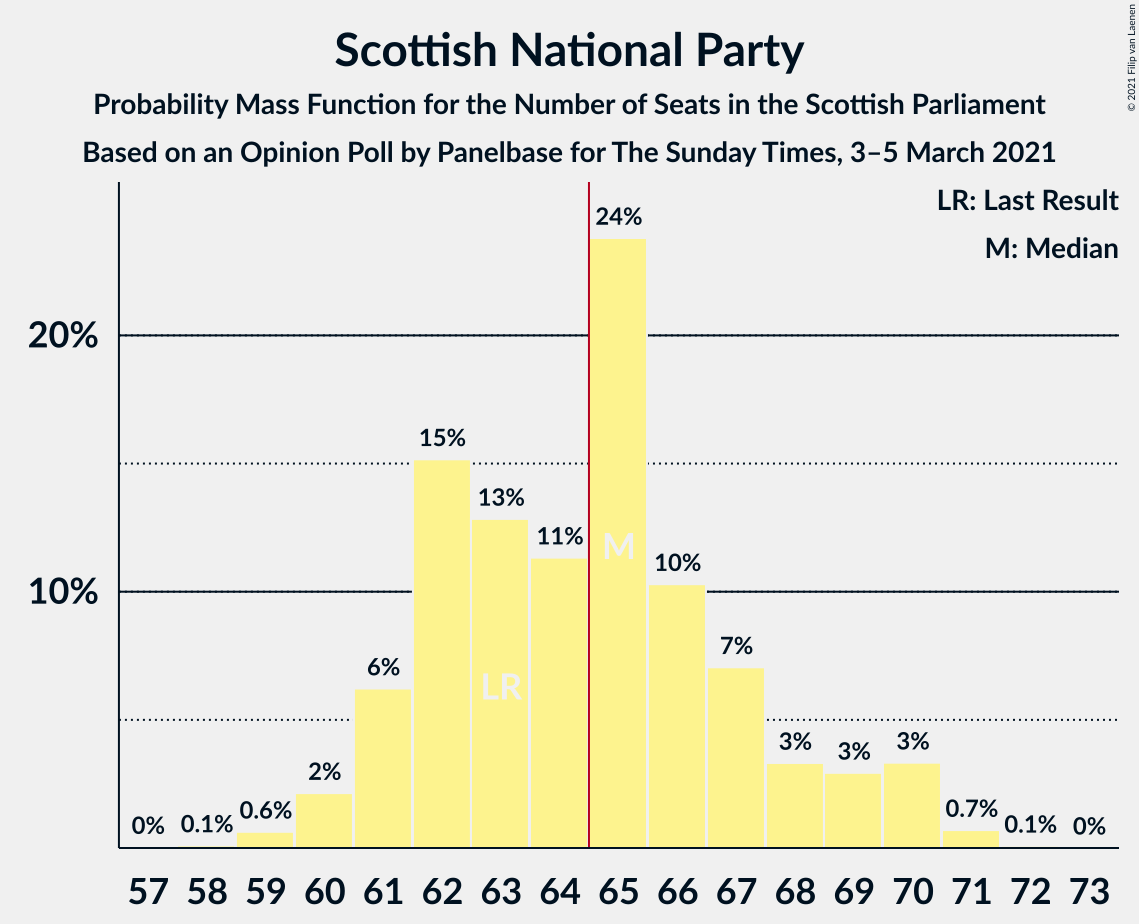 Scottish National Party
Probability Mass Function for the Number of Seats in the Scottish Parliament
Based on an Opinion Poll by Panelbase for The Sunday Times, 3–5 March 2021
© 2021 Filip van Laenen
LR: Last Result
M: Median
20%
10%
0%
0.1%
0.6%
2%
6%
15%
13%
11%
24%
10%
7%
3%
3%
3%
0.7%
0.1%
0%
LR
M
57 58 59 60 61 62 63 64 65 66 67 68 69 70 71 72 73